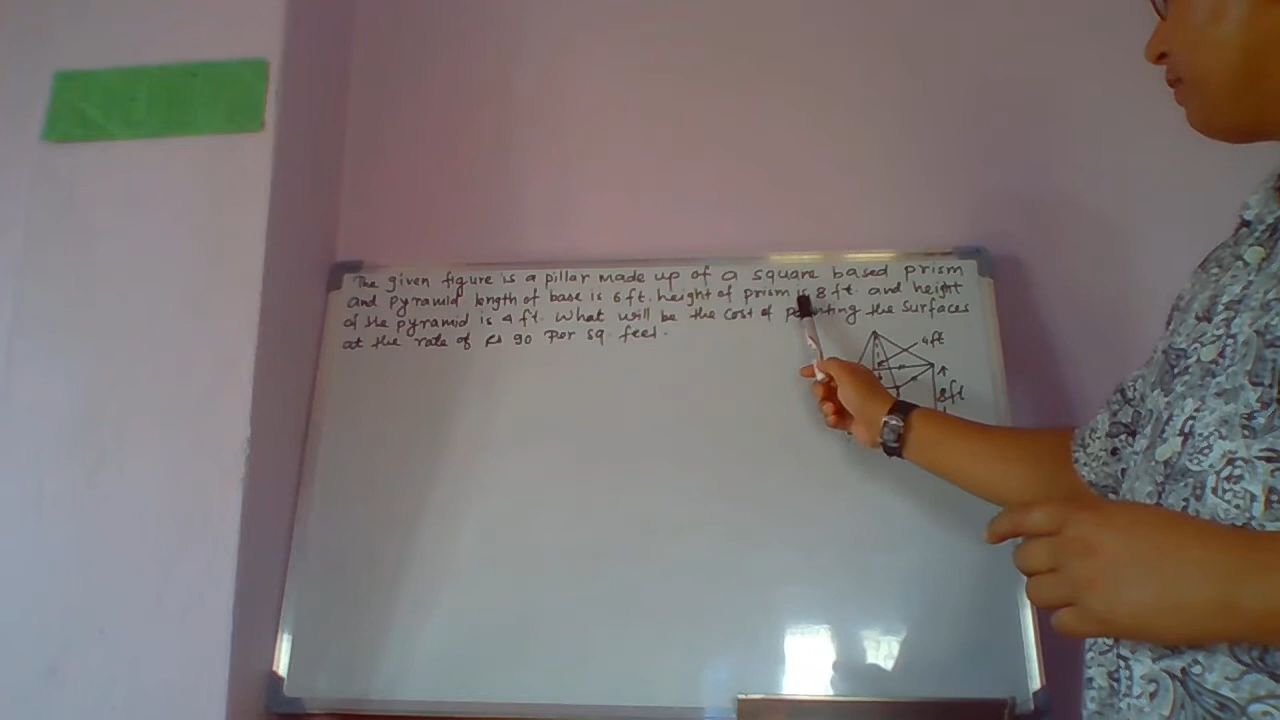 The given figure is a pillar made up of a square based prism
and pyramid length of base is 6 ft. height of prism is 8 ft. and height
of the pyramid is 4 ft. What will be the cost of painting the surfaces
at the rate of Rs 90 Per sq. feet.
4ft
8ft